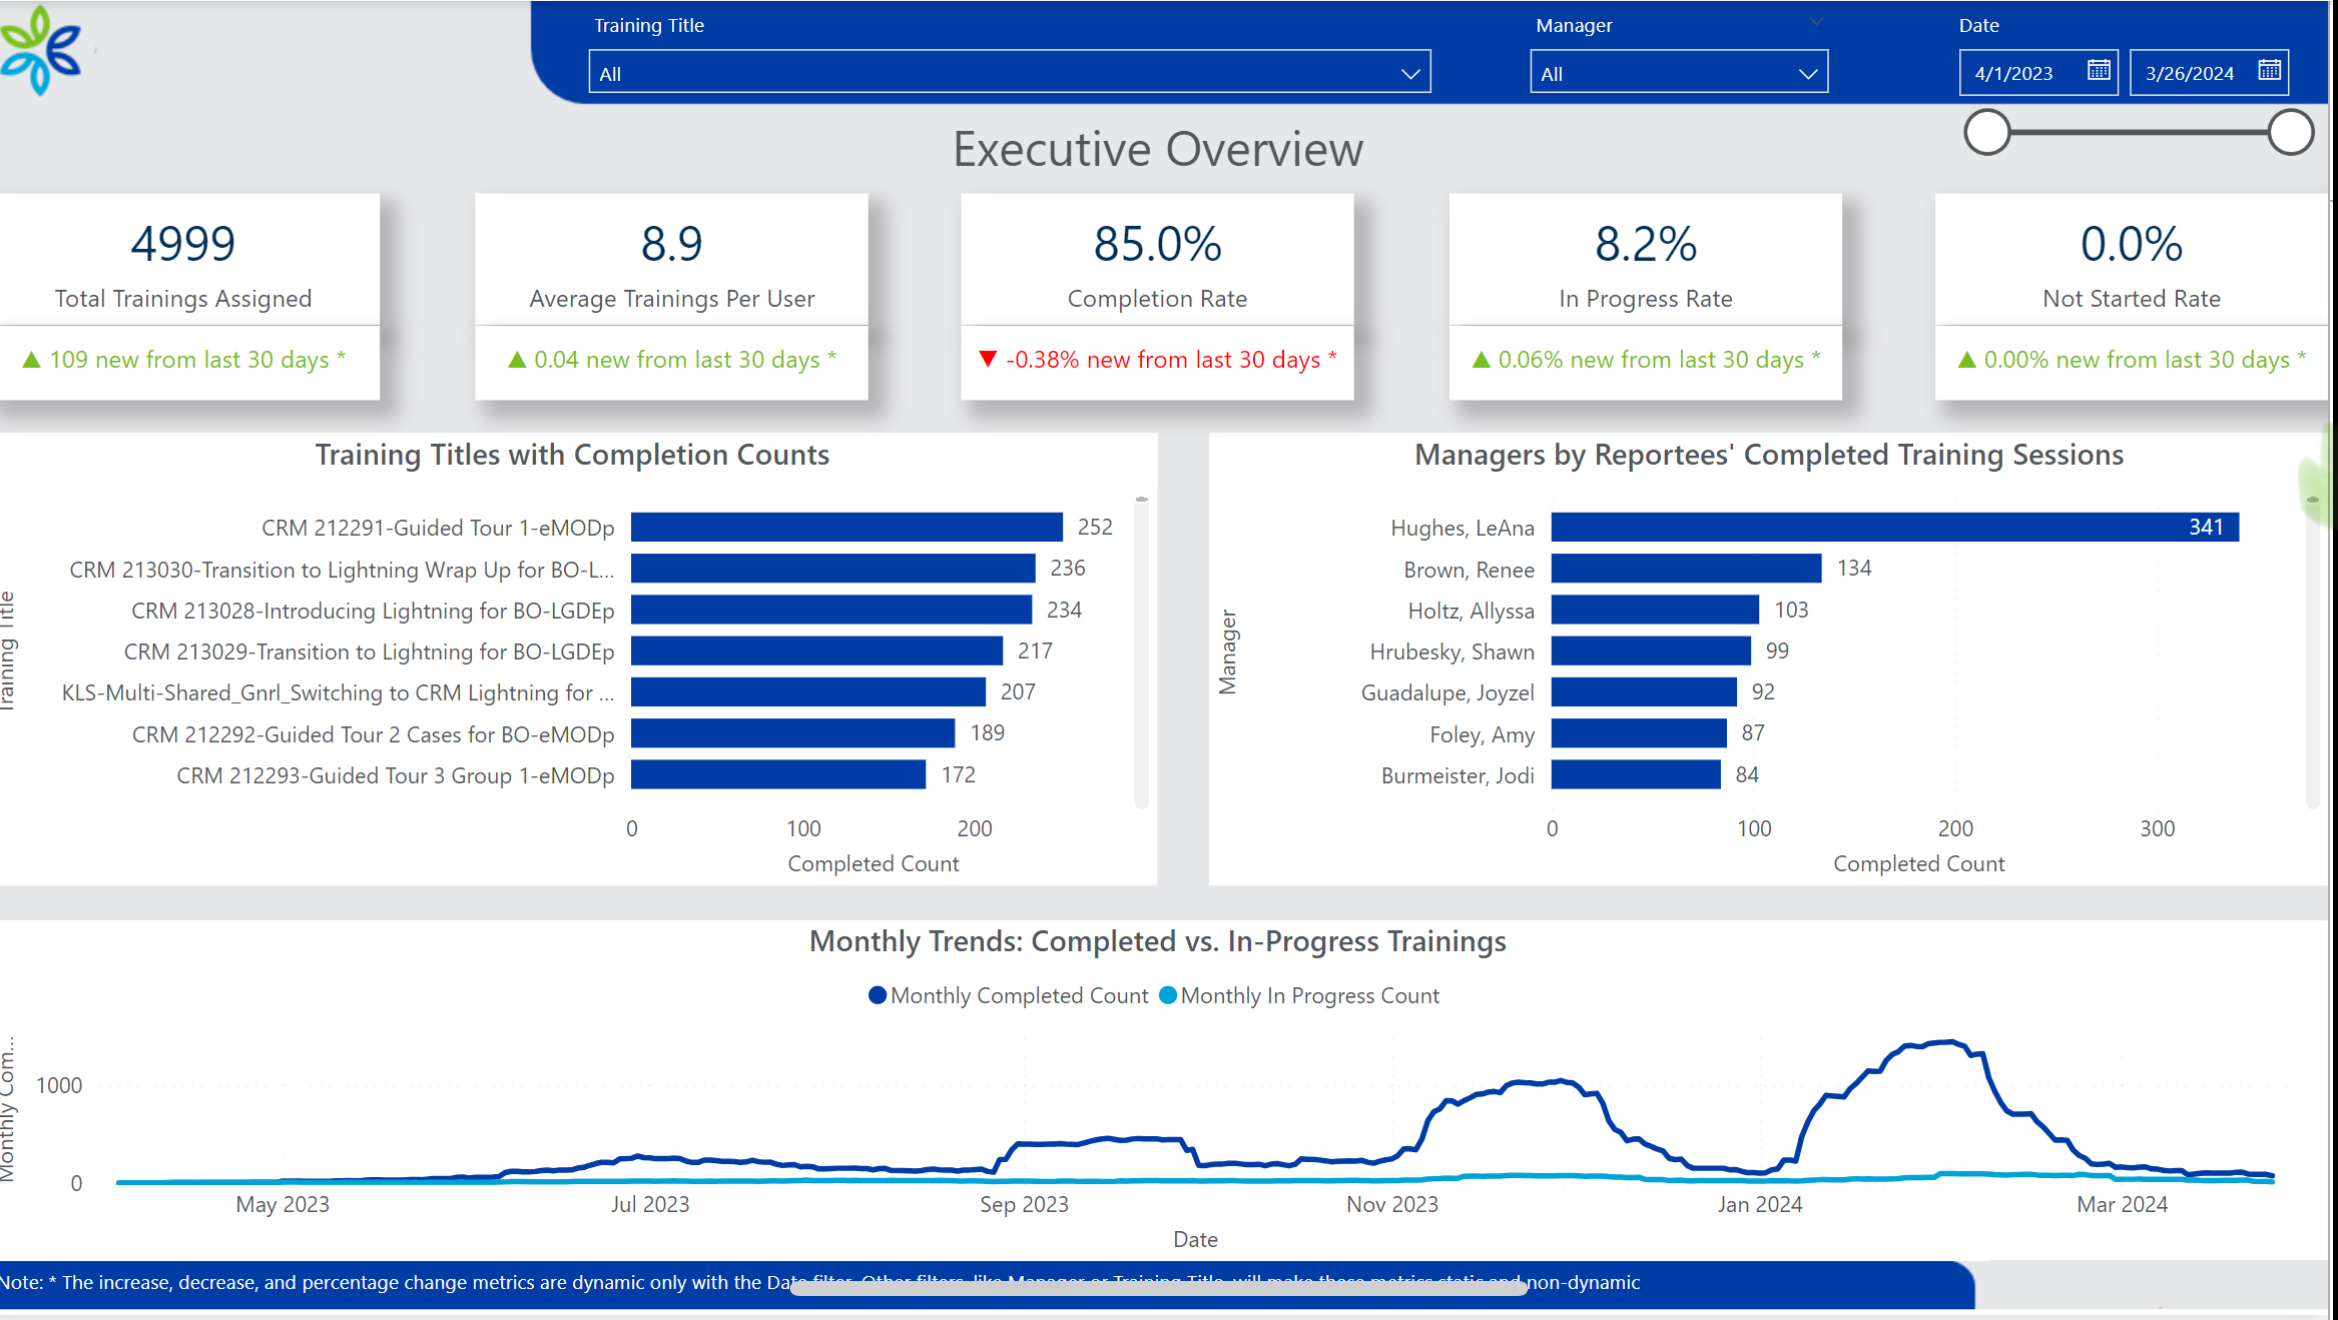 Training Title
Manager
Date
All
All
4/1/2023
3/26/2024
Executive Overview
4999
Total Trainings Assigned
▲ 109 new from last 30 days *
8.9
Average Trainings Per User
▲ 0.04 new from last 30 days *
85.0%
Completion Rate
▼ -0.38% new from last 30 days *
8.2%
In Progress Rate
▲ 0.06% new from last 30 days *
0.0%
Not Started Rate
▲ 0.00% new from last 30 days *
Training Titles with Completion Counts
Training Title
CRM 212291-Guided Tour 1-eMODp 252
CRM 213030-Transition to Lightning Wrap Up for BO-L... 236
CRM 213028-Introducing Lightning for BO-LGDEp 234
CRM 213029-Transition to Lightning for BO-LGDEp 217
KLS-Multi-Shared_Gnrl_Switching to CRM Lightning for ... 207
CRM 212292-Guided Tour 2 Cases for BO-eMODp 189
CRM 212293-Guided Tour 3 Group 1-eMODp 172
0 100 200
Completed Count
Managers by Reportees' Completed Training Sessions
Manager
Hughes, LeAna 341
Brown, Renee 134
Holtz, Allyssa 103
Hrubesky, Shawn 99
Guadalupe, Joyzel 92
Foley, Amy 87
Burmeister, Jodi 84
0 100 200 300
Completed Count
Monthly Trends: Completed vs. In-Progress Trainings
Monthly Completed Count Monthly In Progress Count
Monthly Com...
1000
0
May 2023 Jul 2023 Sep 2023 Nov 2023 Jan 2024 Mar 2024
Date
Note: * The increase, decrease, and percentage change metrics are dynamic only with the Date filter. Other filters, like Manager or Training Title, will make these metrics static and non-dynamic